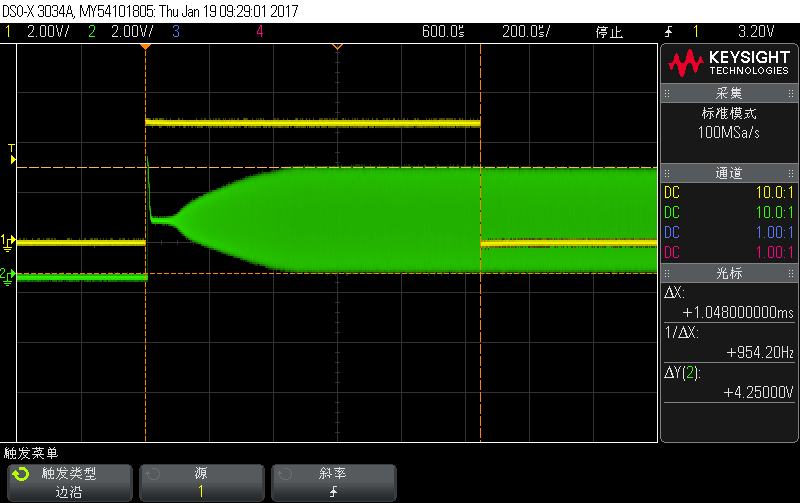 DSO-X 3034A, MY54101805: Thu Jan 19 09:29:01 2017
1 2.00V/ 2 2.00V/ 3 4 600.0us 200.0s/ 停止 1 3.20V
KEYSIGHT
TECHNOLOGIES
采集
标准模式
100MSa/s
通道
DC 10.0:1
DC 10.0:1
DC 1.00:1
DC 1.00:1
光标
ΔX:
+1.048000000ms
1/ΔX:
+954.20Hz
ΔY(2):
+4.25000V
T
1
2
触发菜单
触发类型
边沿
源
1
斜率